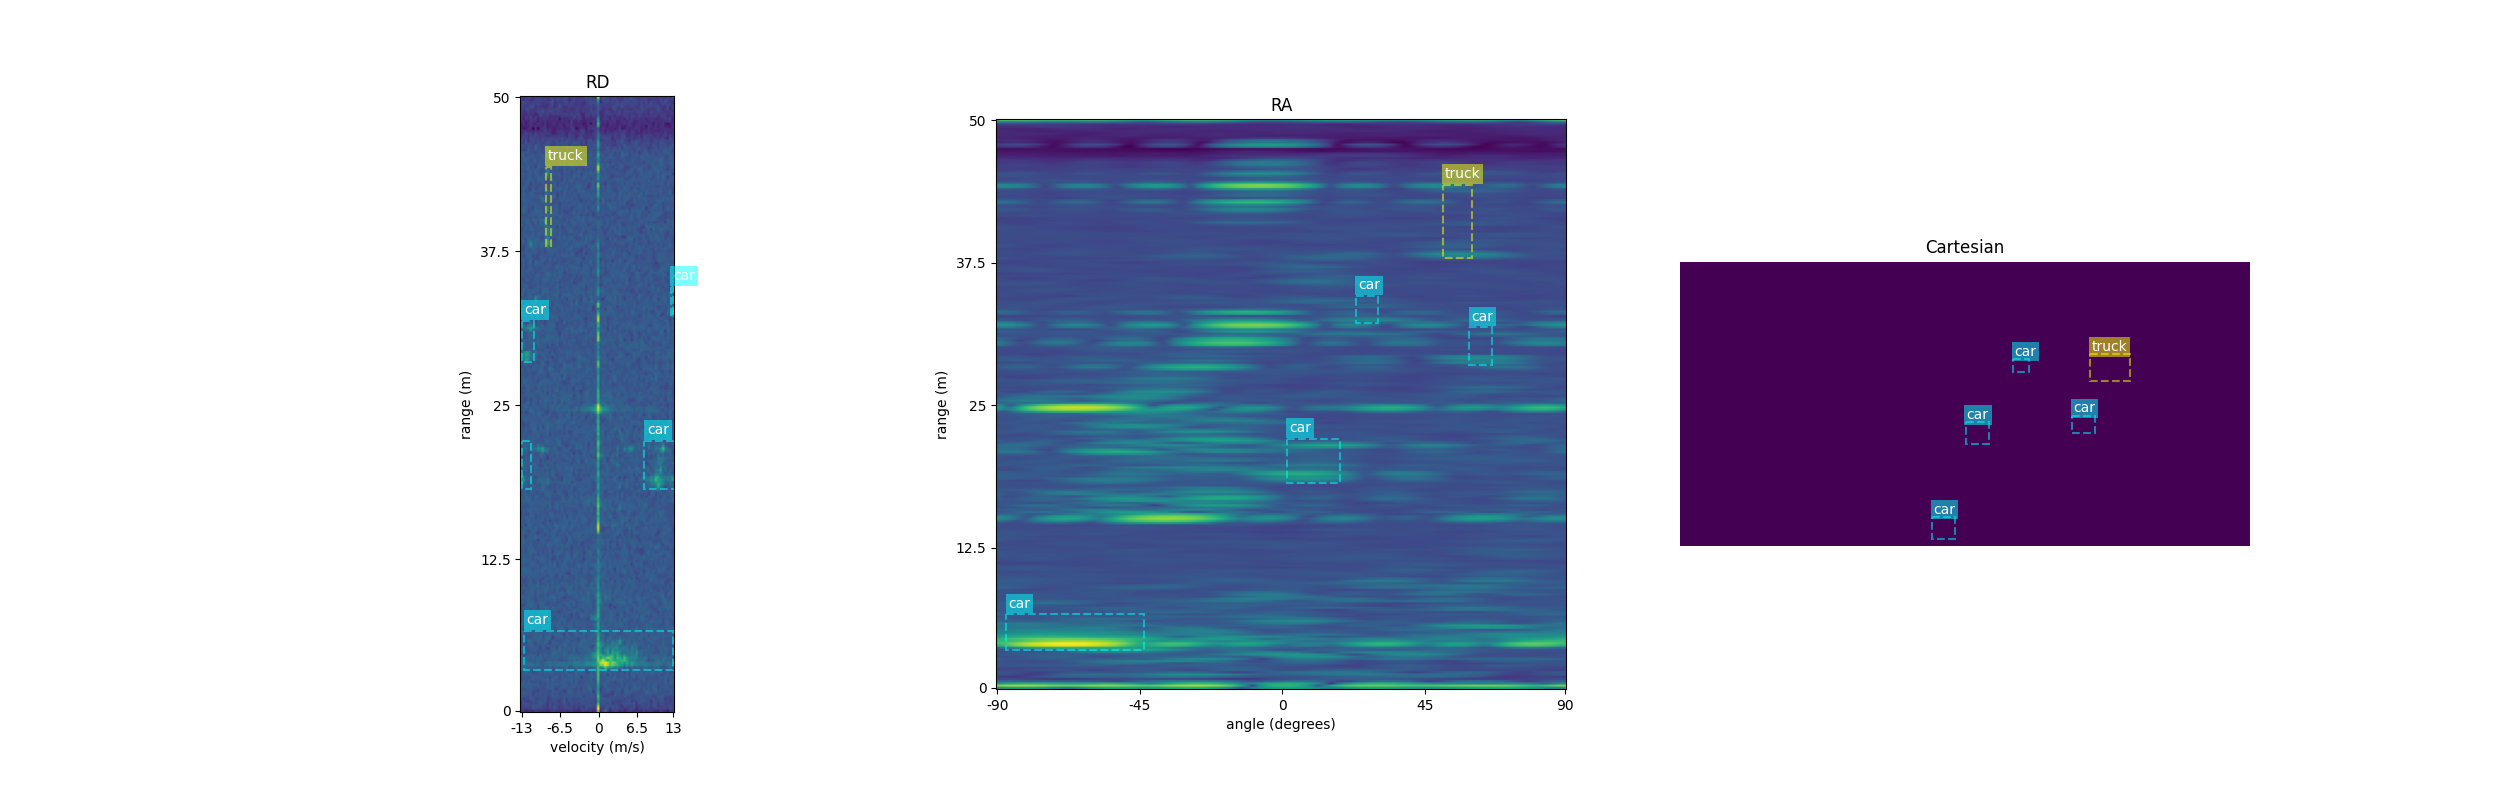 RD
50
37.5
25
12.5
0
range (m)
truck
car
car
car
car
-13 -6.5 0 6.5 13
velocity (m/s)
RA
50
37.5
25
12.5
0
range (m)
truck
car
car
car
car
-90 -45 0 45 90
angle (degrees)
Cartesian
truck
car
car
car
car